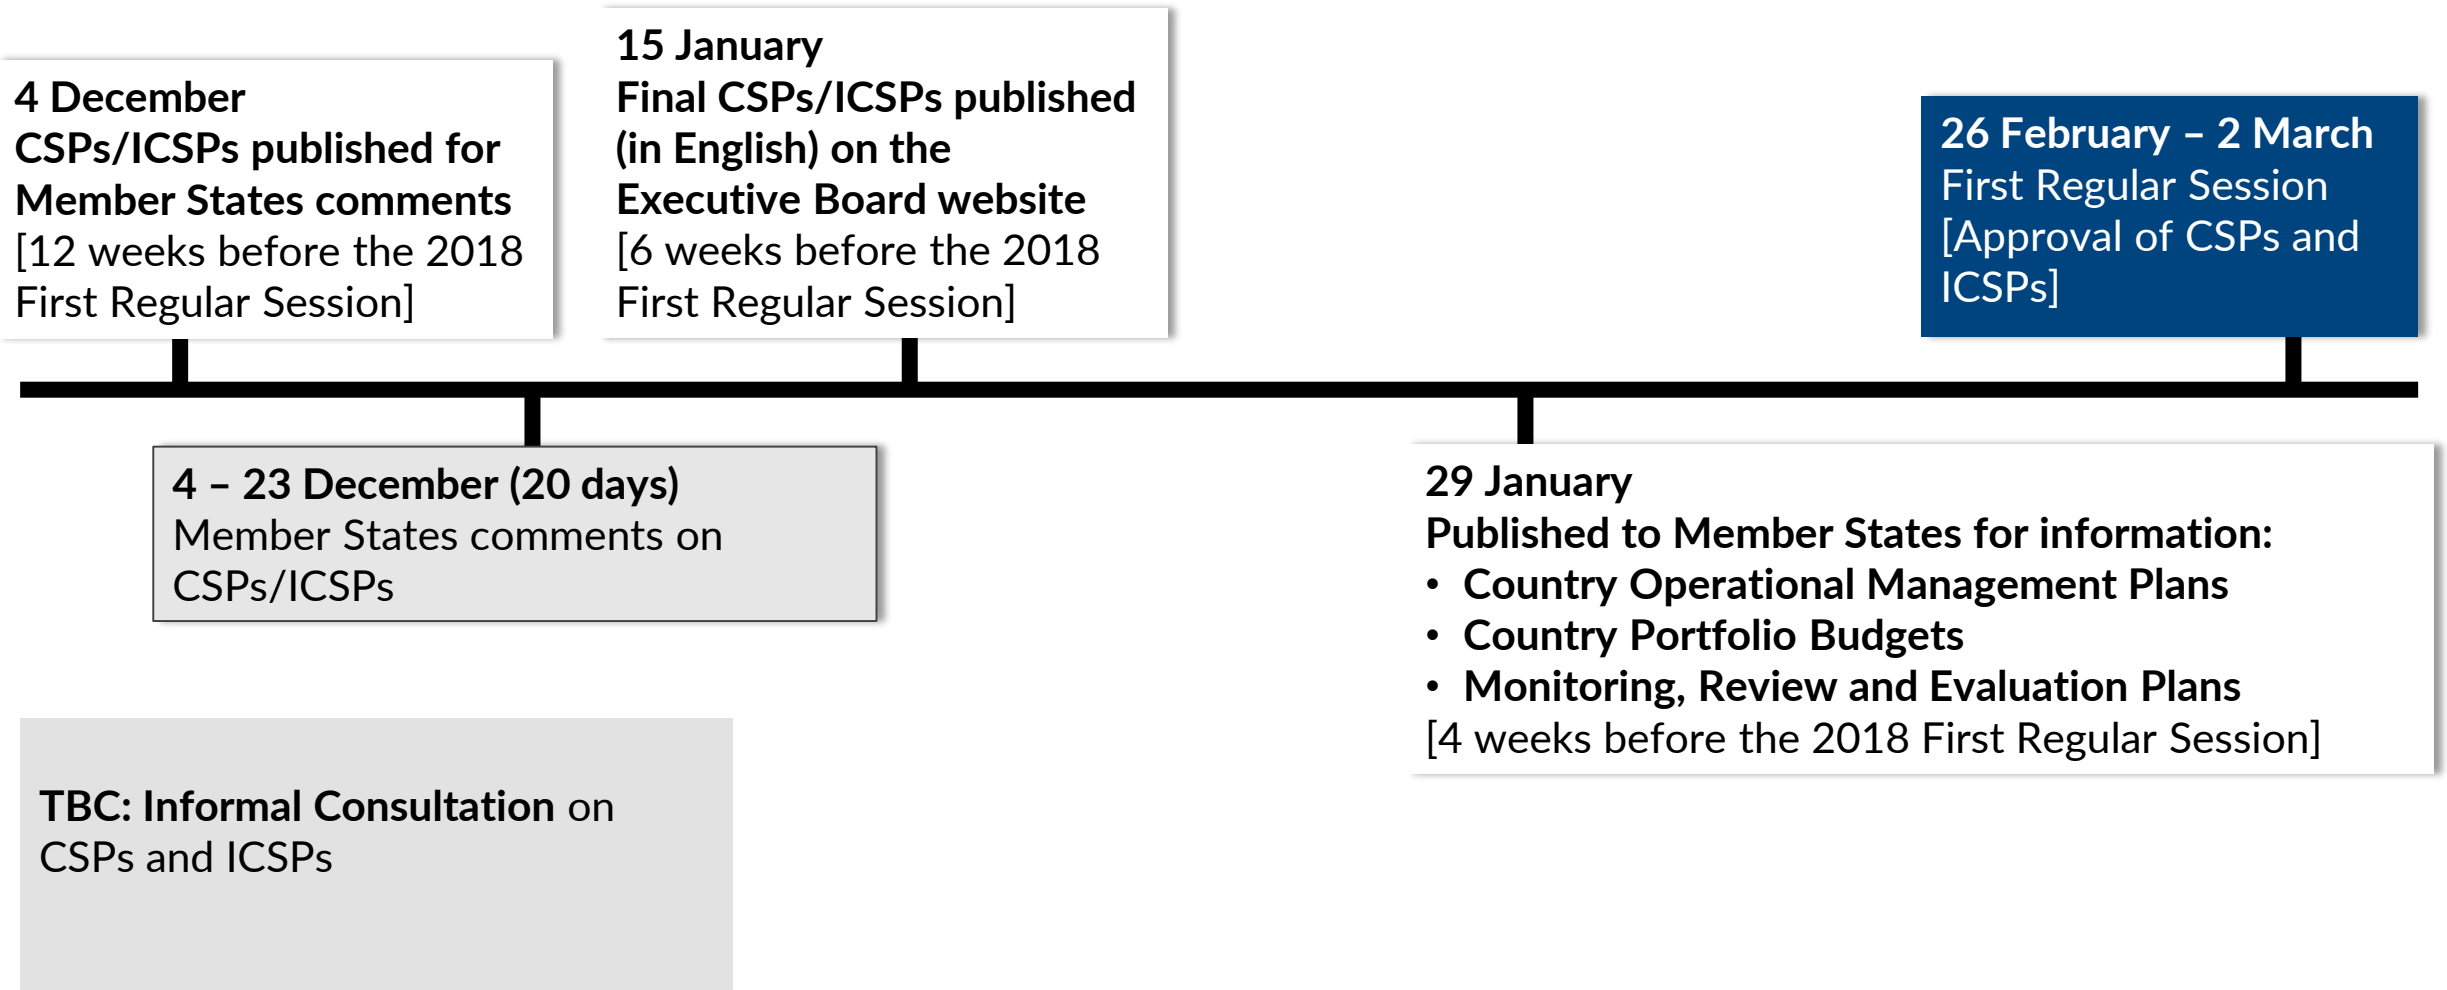 4 December
CSPs/ICSPs published for
Member States comments
[12 weeks before the 2018
First Regular Session]
15 January
Final CSPs/ICSPs published
(in English) on the
Executive Board website
[6 weeks before the 2018
First Regular Session]
26 February – 2 March
First Regular Session
[Approval of CSPs and
ICSPs]
4 – 23 December (20 days)
Member States comments on
CSPs/ICSPs
29 January
Published to Member States for information:
• Country Operational Management Plans
• Country Portfolio Budgets
• Monitoring, Review and Evaluation Plans
[4 weeks before the 2018 First Regular Session]
TBC: Informal Consultation on
CSPs and ICSPs